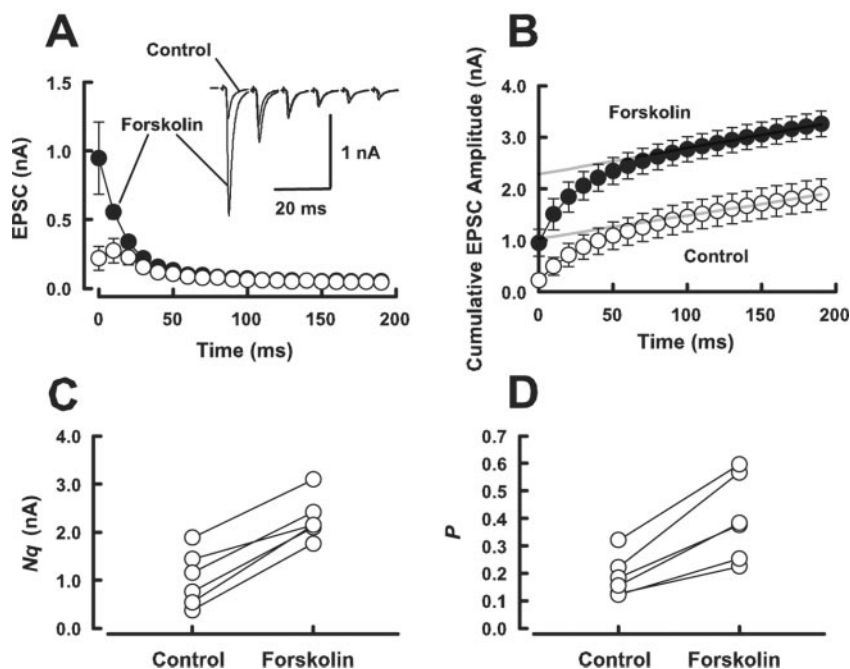 A
Control
Forskolin
1 nA
20 ms
1.5
1.0
0.5
0.0
EPSC (nA)
0 50 100 150 200
Time (ms)
B
Forskolin
Control
4.0
3.0
2.0
1.0
0.0
Cumulative EPSC Amplitude (nA)
0 50 100 150 200
Time (ms)
C
4.0
3.0
2.0
1.0
0.0
Nq (nA)
Control Forskolin
D
0.7
0.6
0.5
0.4
0.3
0.2
0.1
0.0
P
Control Forskolin